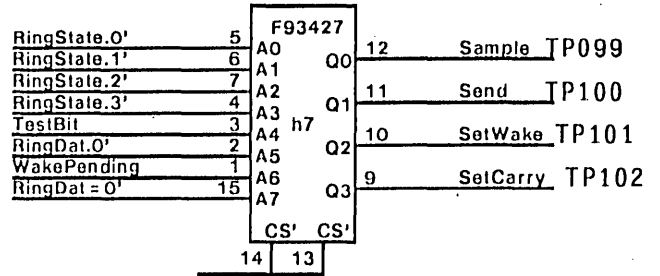 F93427
RingState.0' 5 A0 Q0 12 Sample TP099
RingState.1' 6 A1
RingState.2' 7 A2 Q1 11 Send TP100
RingState.3' 4 A3 h7
TestBit 3 A4 Q2 10 SetWake TP101
RingDat.0' 2 A5
WakePending 1 A6 Q3 9 SetCarry TP102
RingDat = 0' 15 A7
CS' CS'
14 13